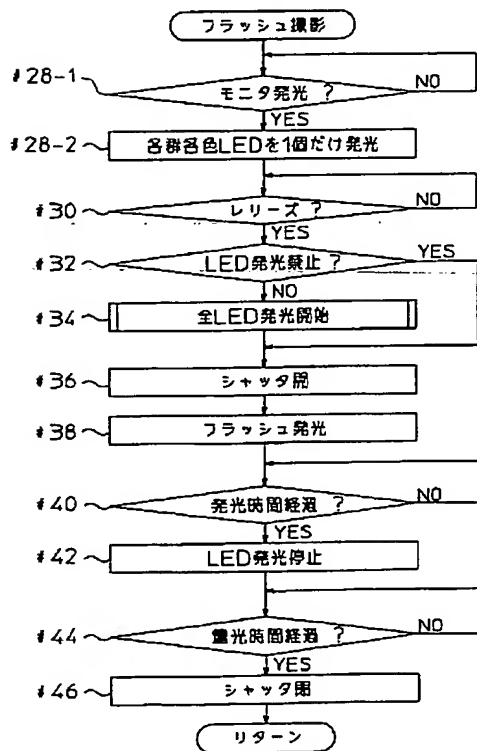 フラッシュ撮影
#28-1
モニタ発光 ?
NO
YES
#28-2
各群各色LEDを1個だけ発光
#30
レリーズ ?
NO
YES
#32
LED発光禁止 ?
YES
NO
#34
全LED発光開始
#36
シャッタ開
#38
フラッシュ発光
#40
発光時間経過 ?
NO
YES
#42
LED発光停止
#44
露光時間経過 ?
NO
YES
#46
シャッタ閉
リターン